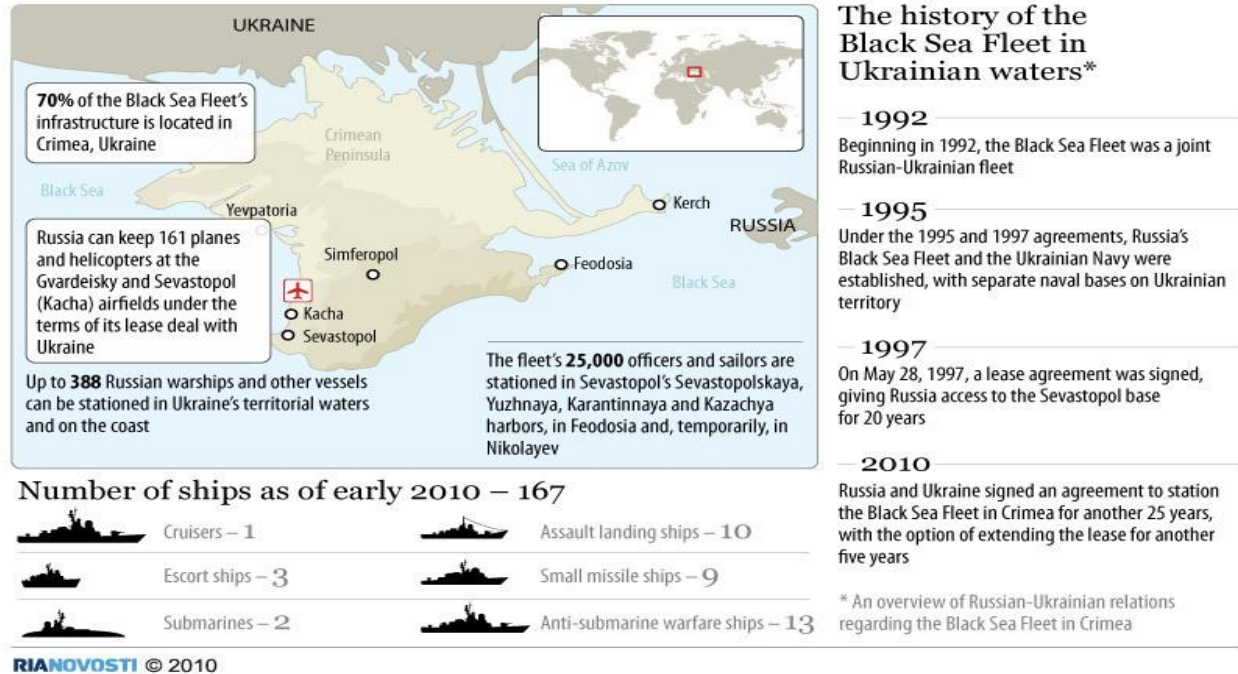 UKRAINE
70% of the Black Sea Fleet's
infrastructure is located in
Crimea, Ukraine
Crimean
Peninsula
Sea of Azov
Black Sea
Yevpatoria
Kerch
RUSSIA
Russia can keep 161 planes
and helicopters at the
Gvardeisky and Sevastopol
(Kacha) airfields under the
terms of its lease deal with
Ukraine
Simferopol
Feodosia
Black Sea
Kacha
Sevastopol
Up to 388 Russian warships and other vessels
can be stationed in Ukraine's territorial waters
and on the coast
The fleet's 25,000 officers and sailors are
stationed in Sevastopol's Sevastopolskaya,
Yuzhnaya, Karantinnaya and Kazachya
harbors, in Feodosia and, temporarily, in
Nikolayev
Number of ships as of early 2010 – 167
Cruisers – 1
Escort ships – 3
Submarines – 2
Assault landing ships – 10
Small missile ships – 9
Anti-submarine warfare ships – 13
The history of the
Black Sea Fleet in
Ukrainian waters*
1992
Beginning in 1992, the Black Sea Fleet was a joint
Russian-Ukrainian fleet
1995
Under the 1995 and 1997 agreements, Russia's
Black Sea Fleet and the Ukrainian Navy were
established, with separate naval bases on Ukrainian
territory
1997
On May 28, 1997, a lease agreement was signed,
giving Russia access to the Sevastopol base
for 20 years
2010
Russia and Ukraine signed an agreement to station
the Black Sea Fleet in Crimea for another 25 years,
with the option of extending the lease for another
five years
* An overview of Russian-Ukrainian relations
regarding the Black Sea Fleet in Crimea
RIANOVOSTI © 2010